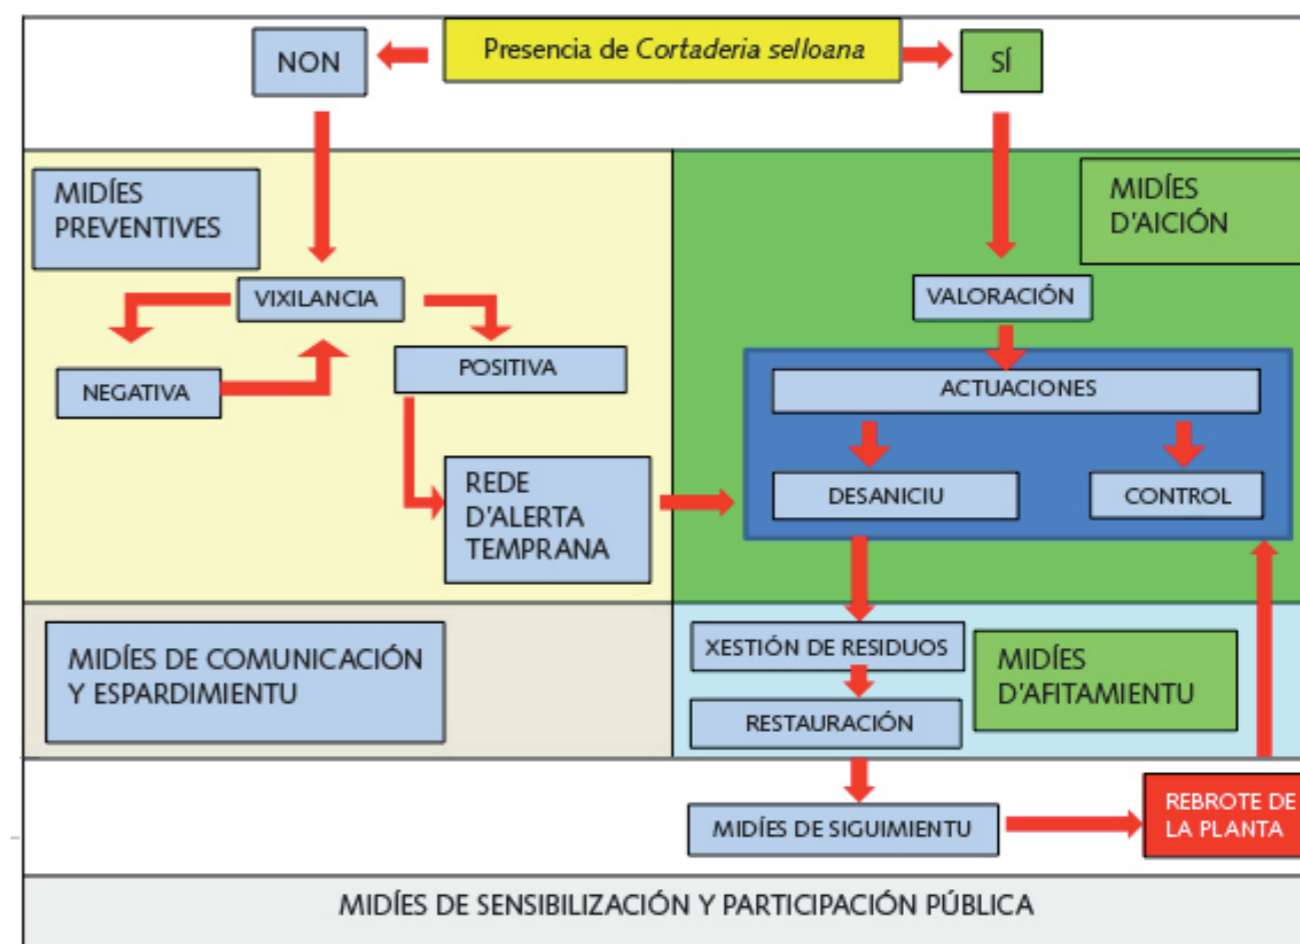 Presencia de Cortaderia selloana
NON
SÍ
MIDÍES
PREVENTIVES
VIXILANCIA
NEGATIVA
POSITIVA
REDE
D'ALERTA
TEMPRANA
MIDÍES
D'AICIÓN
VALORACIÓN
ACTUACIONES
DESANICIU
CONTROL
MIDÍES DE COMUNICACIÓN
Y ESPARDIMIENTU
XESTIÓN DE RESIDUOS
MIDÍES
D'AFITAMIENTU
RESTAURACIÓN
MIDÍES DE SIGUIMIENTU
REBROTE DE
LA PLANTA
MIDÍES DE SENSIBILIZACIÓN Y PARTICIPACIÓN PÚBLICA